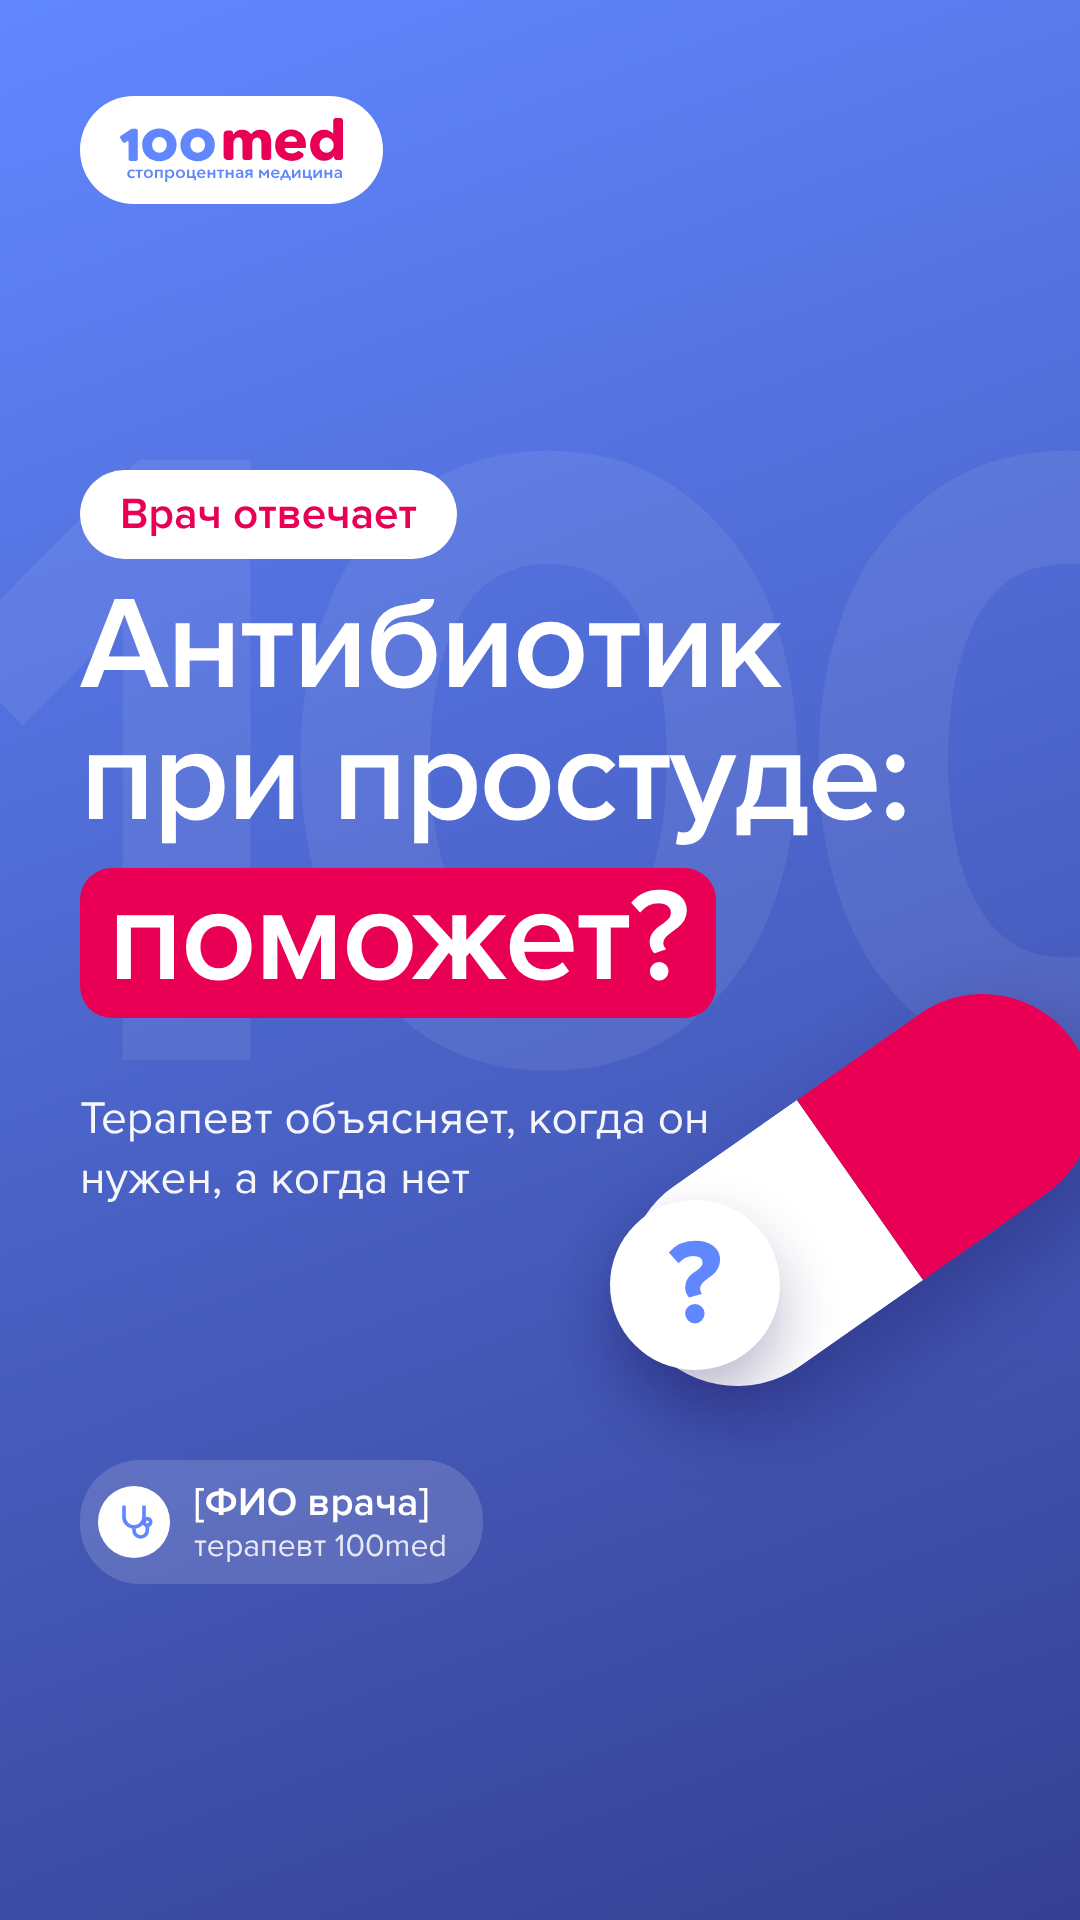 100med
стопроцентная медицина
Врач отвечает
Антибиотик
при простуде:
поможет?
Терапевт объясняет, когда он
нужен, а когда нет
?
[ФИО врача]
терапевт 100med
100